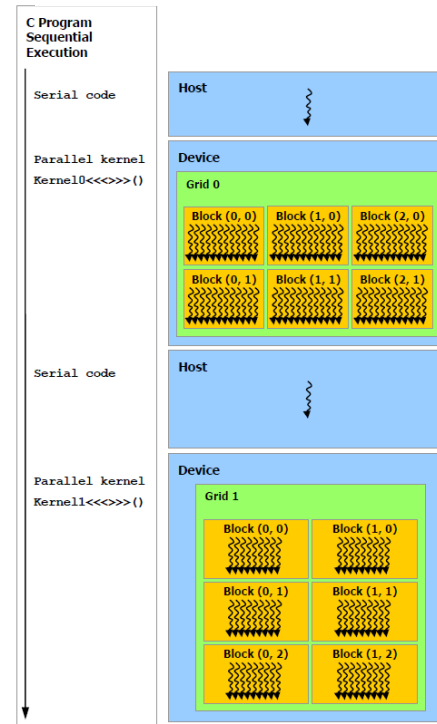 C Program
Sequential
Execution
Serial code
Host
Parallel kernel
Kernel0<<<>>>()
Device
Grid 0
Block (0, 0) Block (1, 0) Block (2, 0)
Block (0, 1) Block (1, 1) Block (2, 1)
Serial code
Host
Parallel kernel
Kernel1<<<>>>()
Device
Grid 1
Block (0, 0) Block (1, 0)
Block (0, 1) Block (1, 1)
Block (0, 2) Block (1, 2)